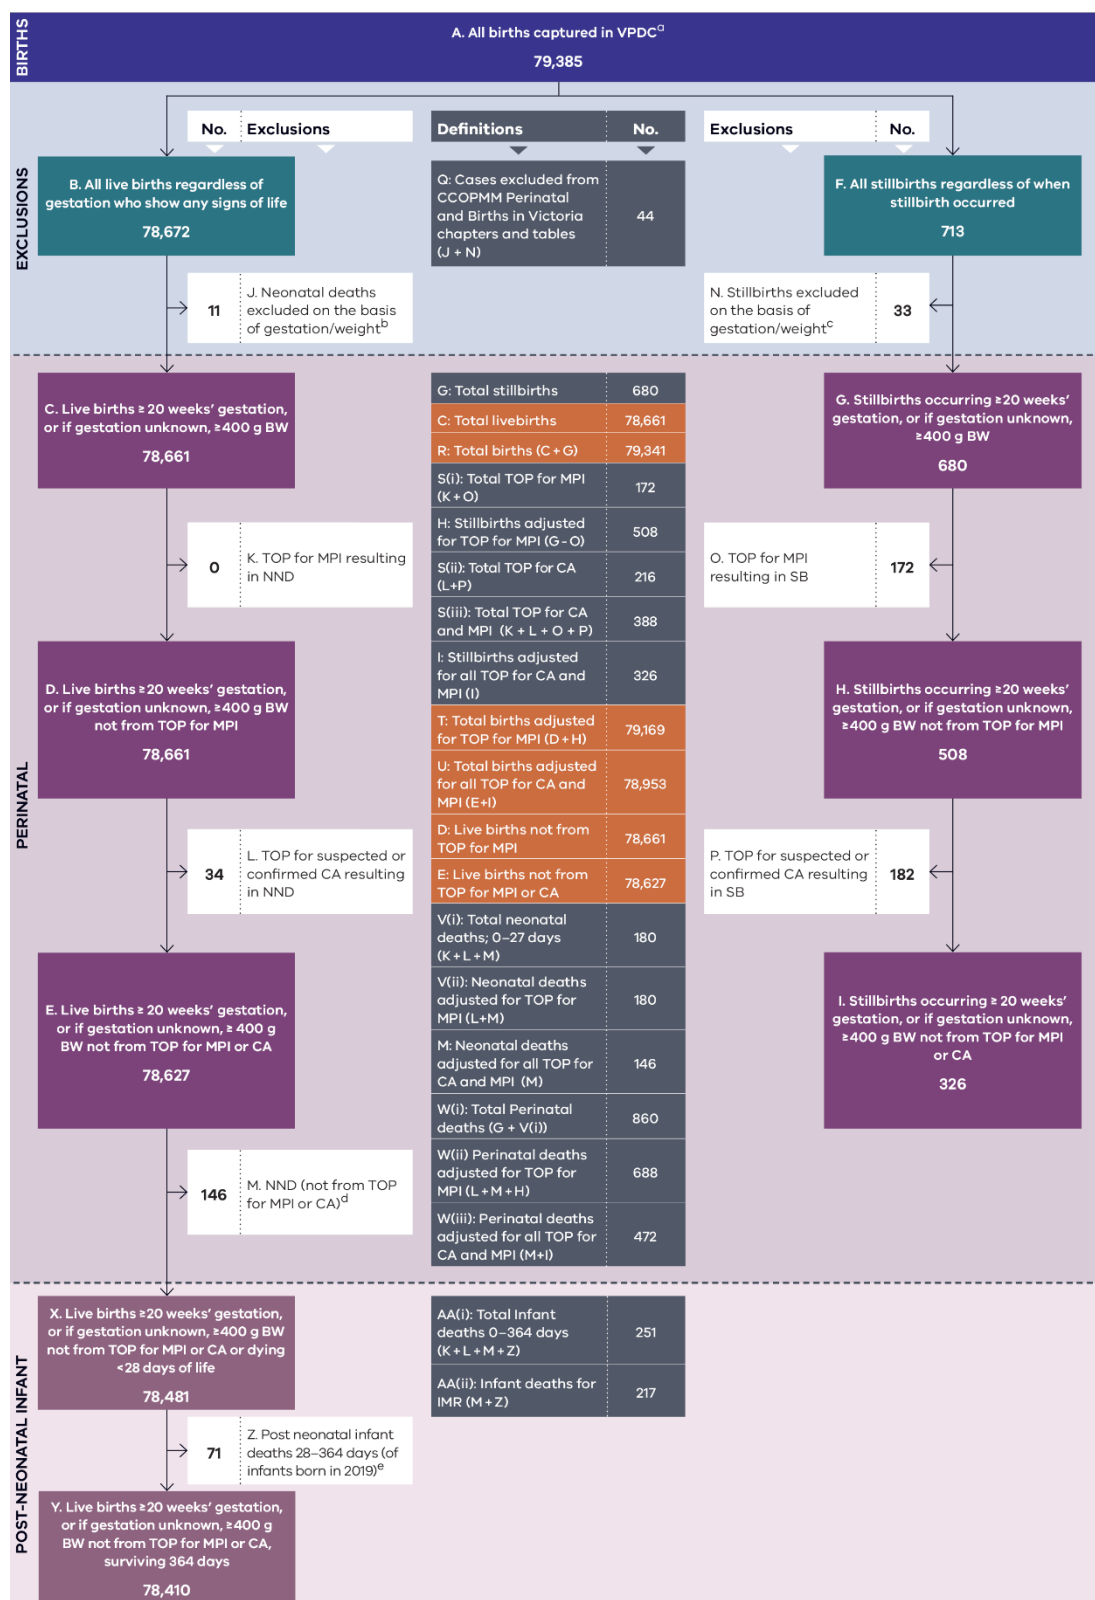 BIRTHS
A. All births captured in VPDCa
79,385
EXCLUSIONS
No. Exclusions
Definitions No.
Exclusions No.
B. All live births regardless of
gestation who show any signs of life
78,672
Q: Cases excluded from
CCOPMM Perinatal
and Births in Victoria
chapters and tables
(J + N)
44
F. All stillbirths regardless of when
stillbirth occurred
713
11
J. Neonatal deaths
excluded on the basis
of gestation/weightb
N. Stillbirths excluded
on the basis of
gestation/weightc
33
PERINATAL
C. Live births ≥ 20 weeks' gestation,
or if gestation unknown, ≥400 g BW
78,661
G: Total stillbirths 680
C: Total livebirths 78,661
R: Total births (C + G) 79,341
S(i): Total TOP for MPI
(K + O)
172
H: Stillbirths adjusted
for TOP for MPI (G - O)
508
S(ii): Total TOP for CA
(L+P)
216
S(iii): Total TOP for CA
and MPI (K + L + O + P)
388
I: Stillbirths adjusted
for all TOP for CA and
MPI (I)
326
T: Total births adjusted
for TOP for MPI (D + H)
79,169
U: Total births adjusted
for all TOP for CA and
MPI (E+I)
78,953
D: Live births not from
TOP for MPI
78,661
E: Live births not from
TOP for MPI or CA
78,627
V(i): Total neonatal
deaths; 0–27 days
(K + L + M)
180
V(ii): Neonatal deaths
adjusted for TOP for
MPI (L+M)
180
M: Neonatal deaths
adjusted for all TOP for
CA and MPI (M)
146
W(i): Total Perinatal
deaths (G + V(i))
860
W(ii) Perinatal deaths
adjusted for TOP for
MPI (L + M + H)
688
W(iii): Perinatal deaths
adjusted for all TOP for
CA and MPI (M+I)
472
G. Stillbirths occurring ≥20 weeks'
gestation, or if gestation unknown,
≥400 g BW
680
0
K. TOP for MPI resulting
in NND
O. TOP for MPI
resulting in SB
172
D. Live births ≥20 weeks' gestation,
or if gestation unknown, ≥400 g BW
not from TOP for MPI
78,661
H. Stillbirths occurring ≥20 weeks'
gestation, or if gestation unknown,
≥400 g BW not from TOP for MPI
508
34
L. TOP for suspected or
confirmed CA resulting
in NND
P. TOP for suspected or
confirmed CA resulting
in SB
182
E. Live births ≥ 20 weeks' gestation,
or if gestation unknown, ≥ 400 g
BW not from TOP for MPI or CA
78,627
I. Stillbirths occurring ≥ 20 weeks'
gestation, or if gestation unknown,
≥400 g BW not from TOP for MPI
or CA
326
146
M. NND (not from TOP
for MPI or CA)d
POST-NEONATAL INFANT
X. Live births ≥20 weeks' gestation,
or if gestation unknown, ≥400 g BW
not from TOP for MPI or CA or dying
<28 days of life
78,481
AA(i): Total Infant
deaths 0–364 days
(K + L + M + Z)
251
AA(ii): Infant deaths for
IMR (M + Z)
217
71
Z. Post neonatal infant
deaths 28–364 days (of
infants born in 2019)e
Y. Live births ≥20 weeks' gestation,
or if gestation unknown, ≥400 g
BW not from TOP for MPI or CA,
surviving 364 days
78,410